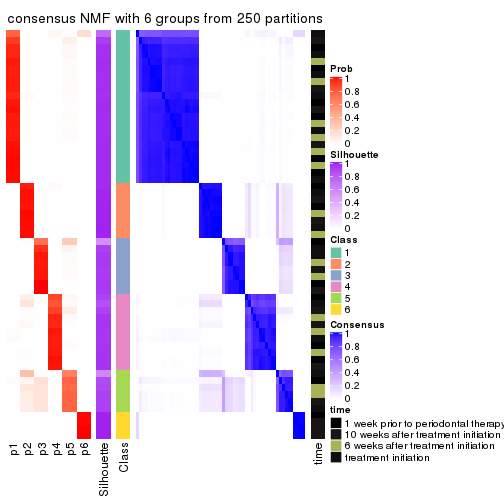 consensus NMF with 6 groups from 250 partitions
Prob
1
0.8
0.6
0.4
0.2
0
Silhouette
1
0.8
0.6
0.4
0.2
0
Class
1
2
3
4
5
6
Consensus
1
0.8
0.6
0.4
0.2
0
time
1 week prior to periodontal therapy
10 weeks after treatment initiation
6 weeks after treatment initiation
treatment initiation
p1
p2
p3
p4
p5
p6
Silhouette
Class
time